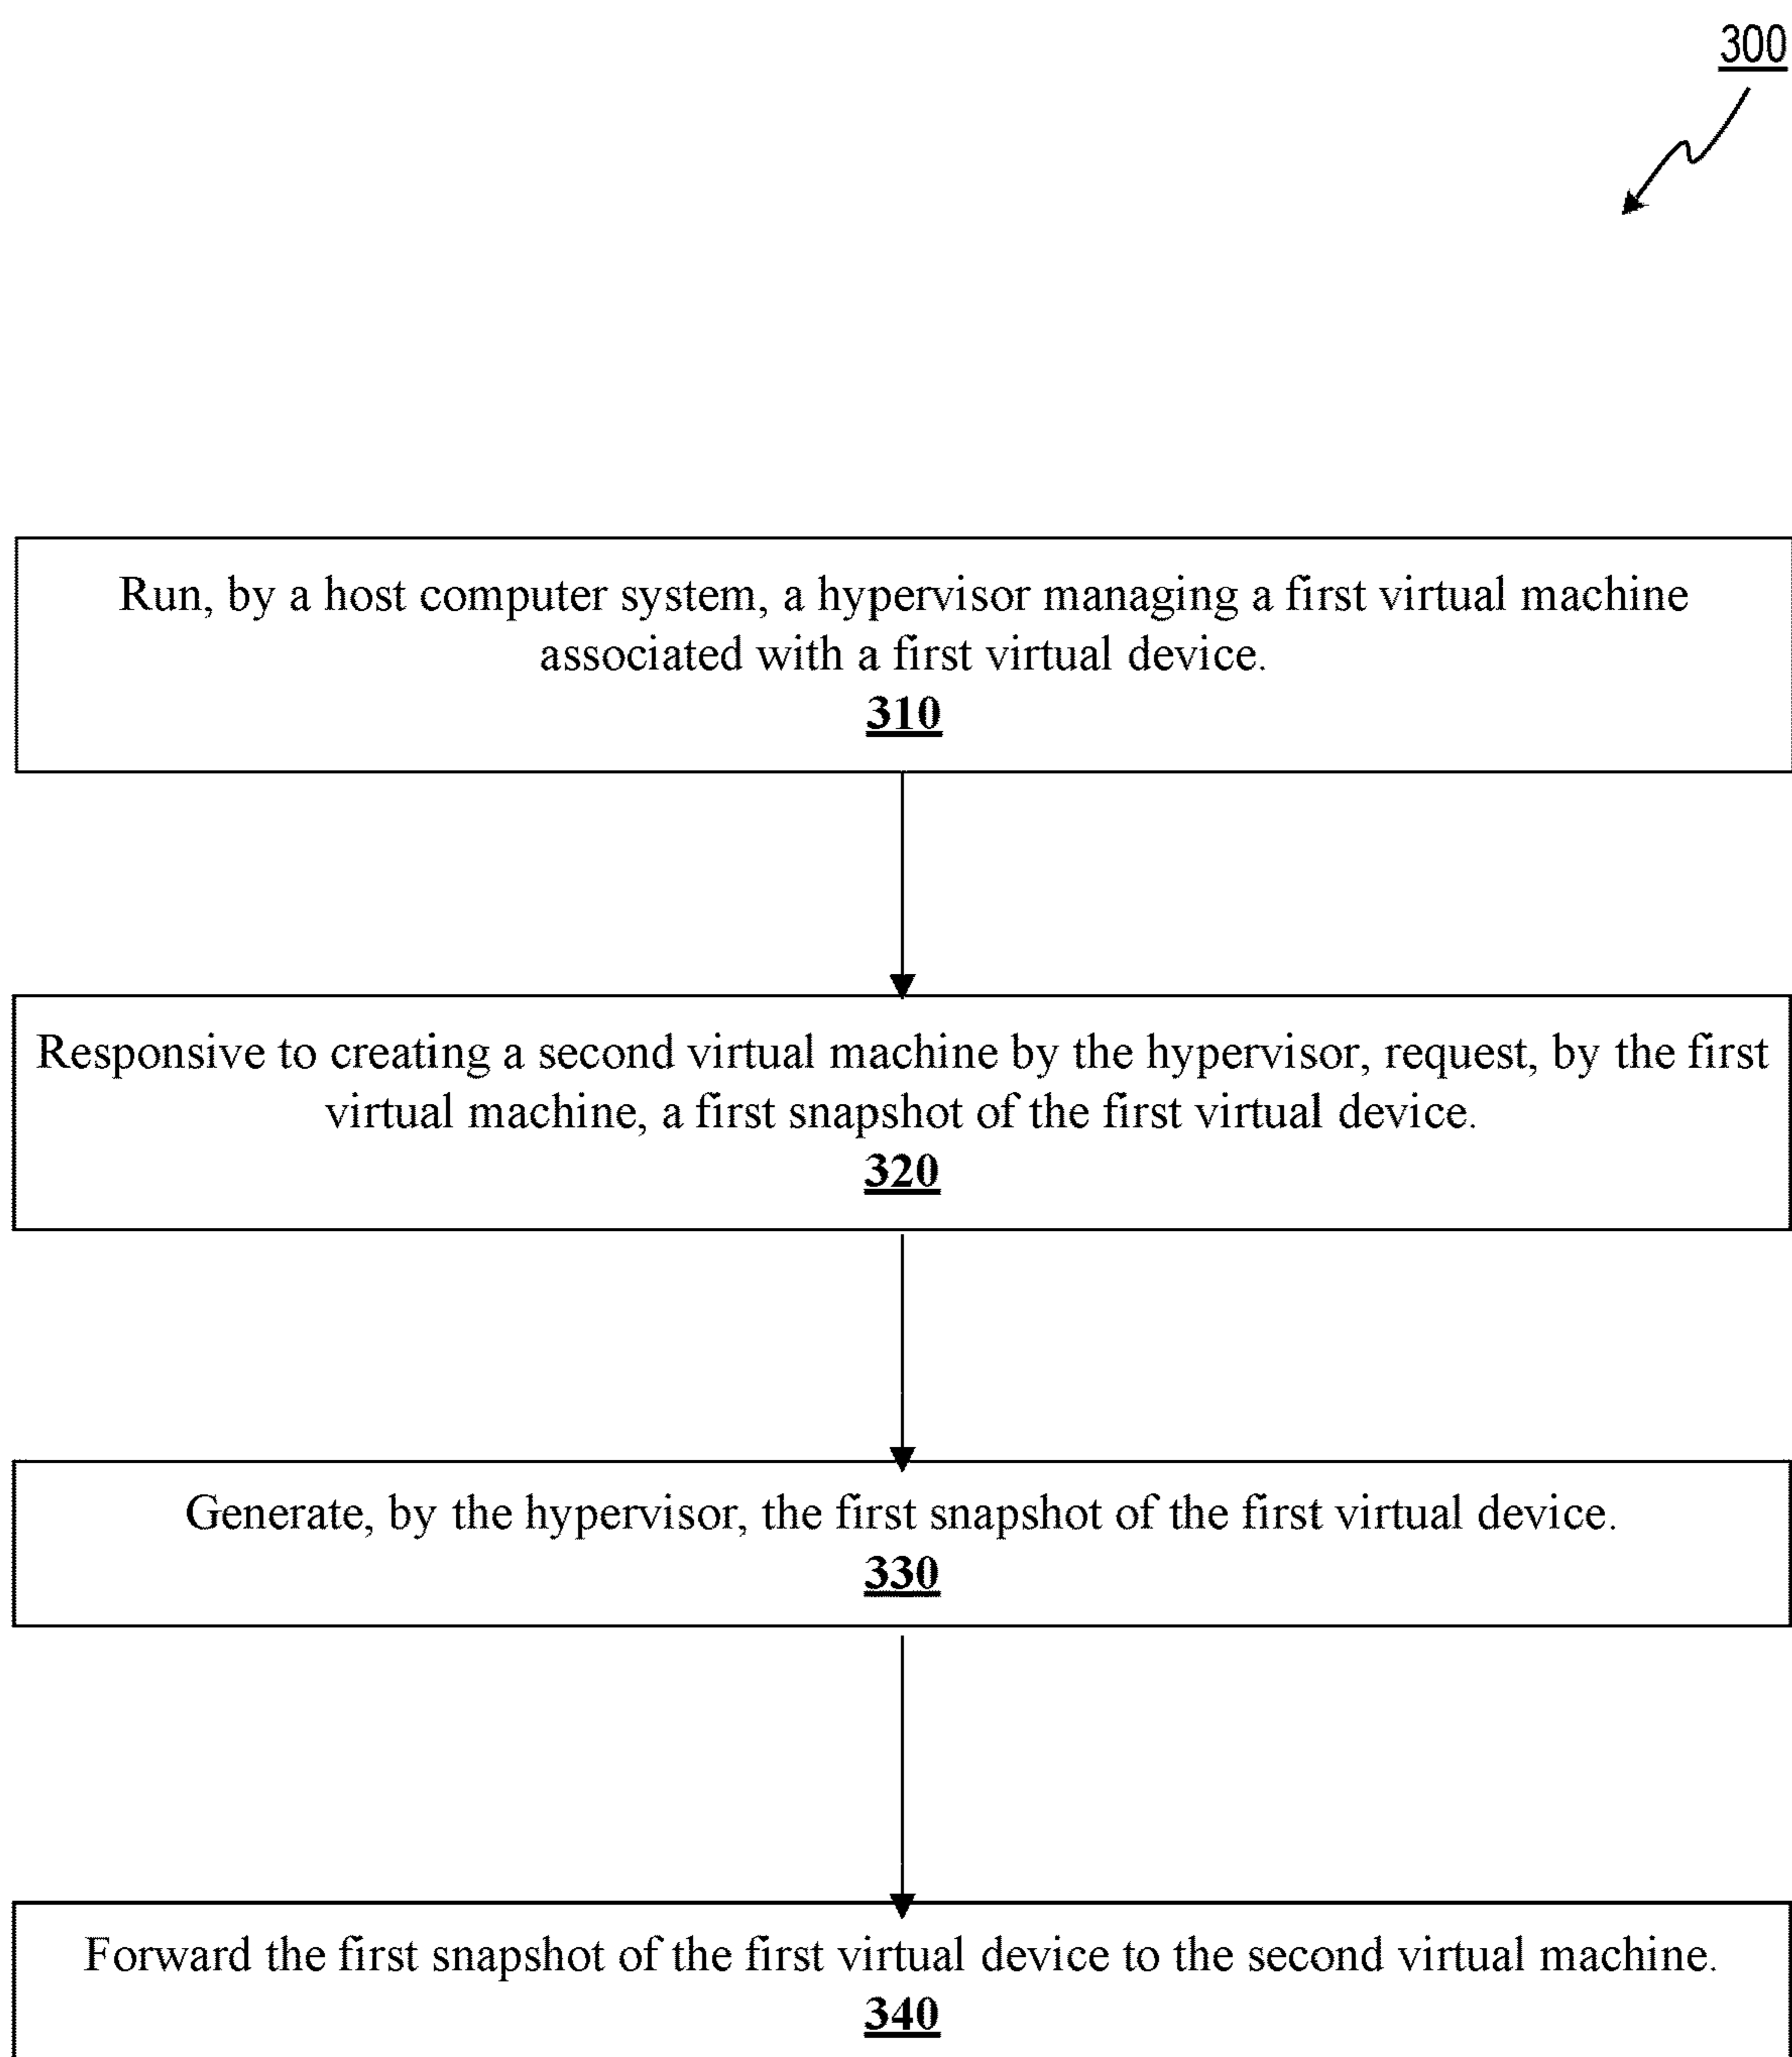 300
Run, by a host computer system, a hypervisor managing a first virtual machine
associated with a first virtual device.
310
Responsive to creating a second virtual machine by the hypervisor, request, by the first
virtual machine, a first snapshot of the first virtual device.
320
Generate, by the hypervisor, the first snapshot of the first virtual device.
330
Forward the first snapshot of the first virtual device to the second virtual machine.
340